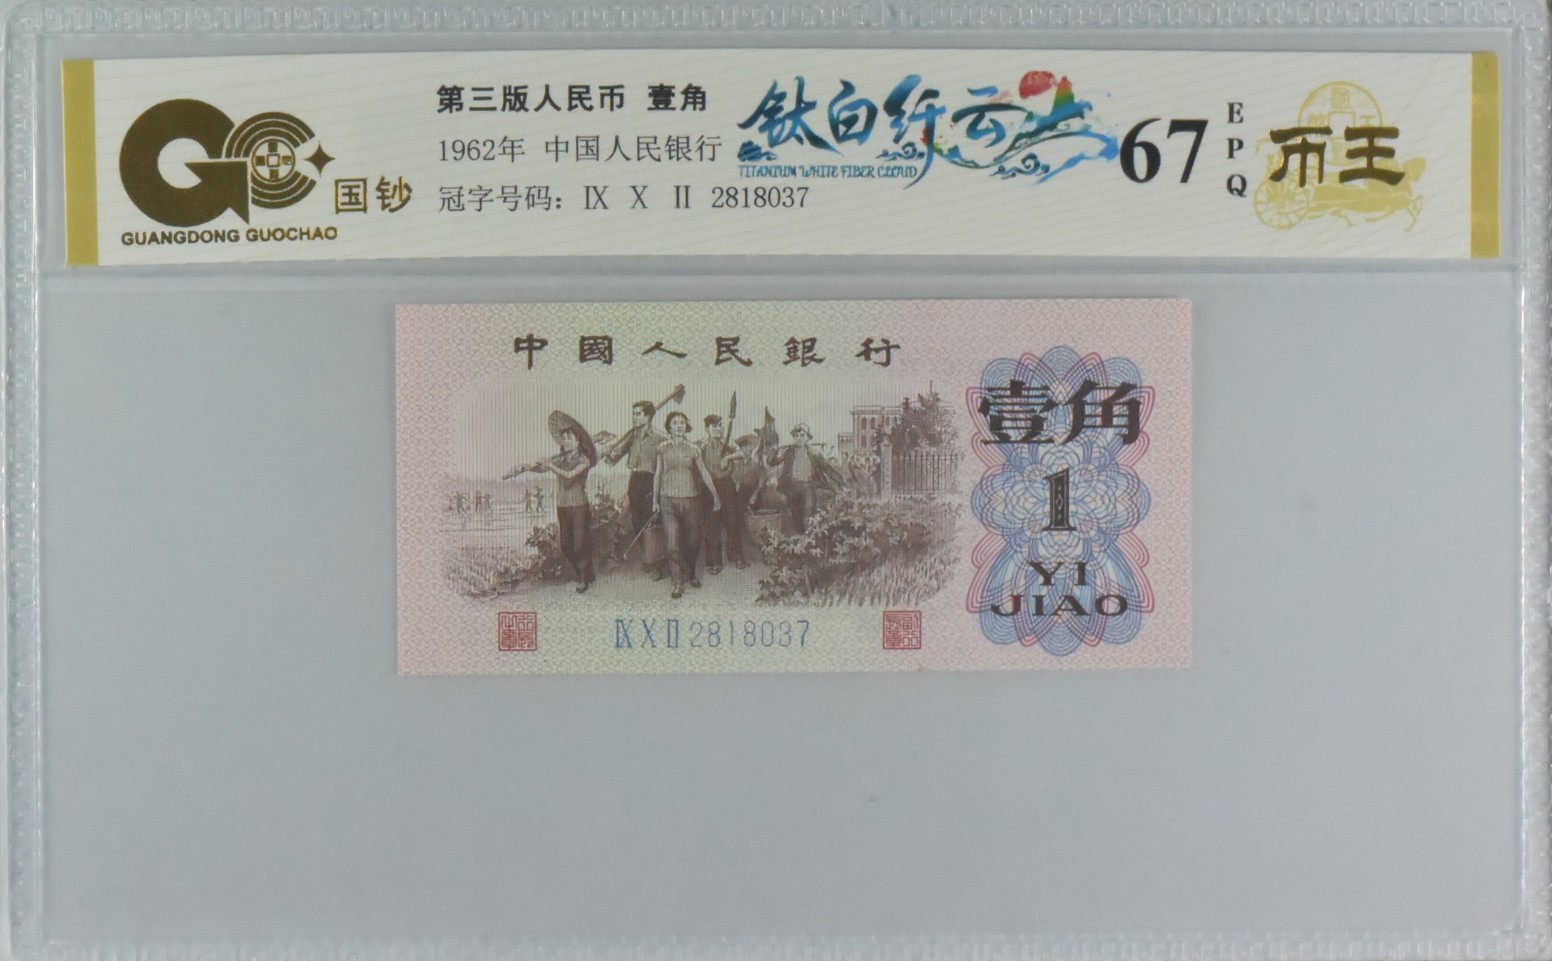 GUANGDONG GUOCHAO
国钞
第三版人民币 壹角
1962年 中国人民银行
冠字号码：Ⅸ Ⅹ Ⅱ 2818037
钛白纤云
TITANIUM WHITE FIBER CLOUD
67
EPQ
币王
中國人民銀行
壹角
1
YI
JIAO
ⅨⅩⅡ2818037